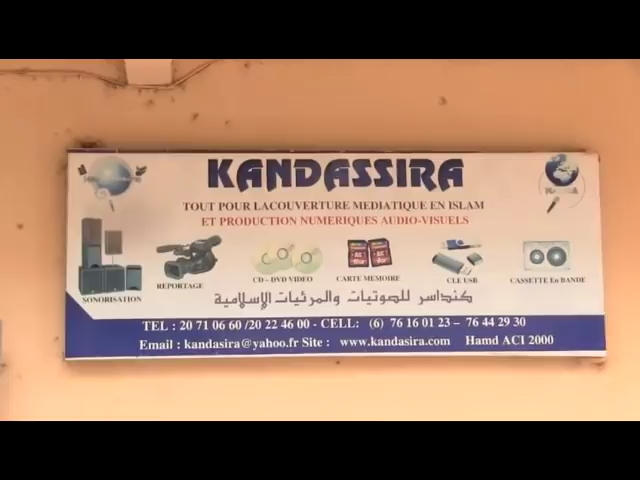 KANDASSIRA
TOUT POUR LACOUVERTURE MEDIATIQUE EN ISLAM
ET PRODUCTION NUMERIQUES AUDIO-VISUELS
SONORISATION
REPORTAGE
CD - DVD VIDEO
CARTE MEMOIRE
CLE USB
CASSETTE En BANDE
كنداسر للصوتيات والمرئيات الإسلامية
TEL : 20 71 06 60 /20 22 46 00 - CELL: (6) 76 16 01 23 – 76 44 29 30
Email : kandasira@yahoo.fr Site : www.kandasira.com Hamd ACI 2000